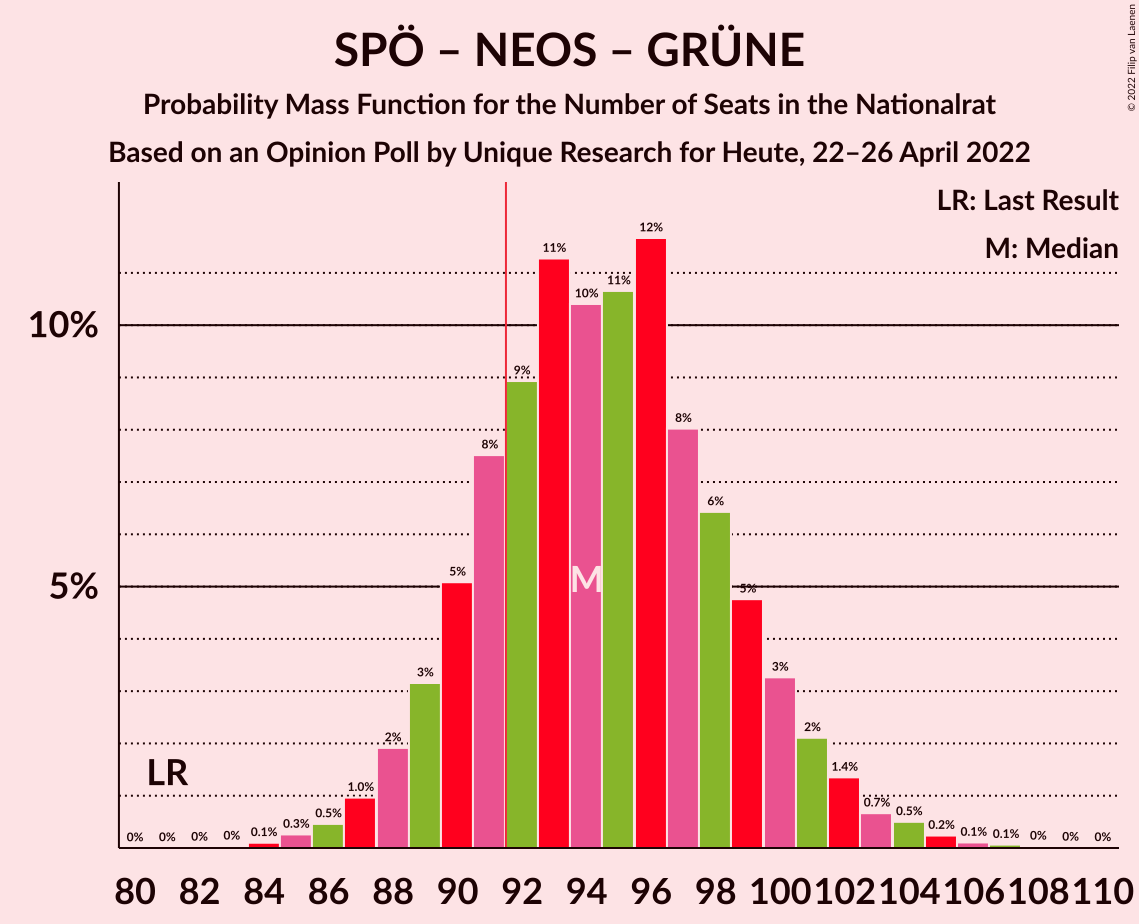 SPÖ – NEOS – GRÜNE
Probability Mass Function for the Number of Seats in the Nationalrat
Based on an Opinion Poll by Unique Research for Heute, 22–26 April 2022
© 2022 Filip van Laenen
LR: Last Result
M: Median
10%
5%
LR
M
0% 0% 0% 0% 0.1% 0.3% 0.5% 1.0% 2% 3% 5% 8% 9% 11% 10% 11% 12% 8% 6% 5% 3% 2% 1.4% 0.7% 0.5% 0.2% 0.1% 0.1% 0% 0% 0%
80 82 84 86 88 90 92 94 96 98 100 102 104 106 108 110